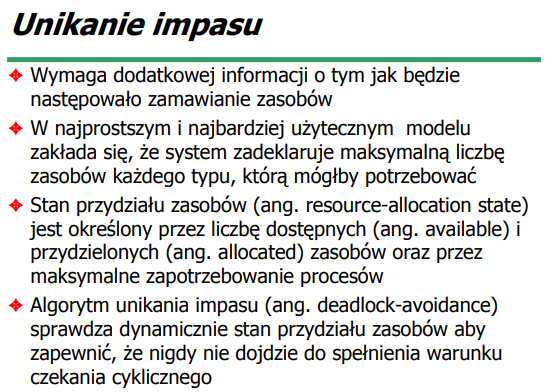 Unikanie impasu
Wymaga dodatkowej informacji o tym jak będzie
następowało zamawianie zasobów
W najprostszym i najbardziej użytecznym modelu
zakłada się, że system zadeklaruje maksymalną liczbę
zasobów każdego typu, którą mógłby potrzebować
Stan przydziału zasobów (ang. resource-allocation state)
jest określony przez liczbę dostępnych (ang. available) i
przydzielonych (ang. allocated) zasobów oraz przez
maksymalne zapotrzebowanie procesów
Algorytm unikania impasu (ang. deadlock-avoidance)
sprawdza dynamicznie stan przydziału zasobów aby
zapewnić, że nigdy nie dojdzie do spełnienia warunku
czekania cyklicznego